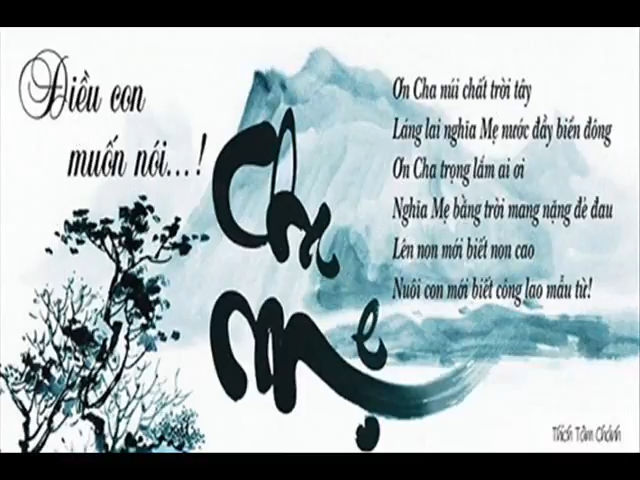 Điều con
muốn nói...!
Cha
Mẹ
Ơn Cha núi chất trời tây
Láng lai nghĩa Mẹ nước đầy biển đông
Ơn Cha trọng lắm ai ơi
Nghĩa Mẹ bằng trời mang nặng đẻ đau
Lên non mới biết non cao
Nuôi con mới biết công lao mẫu từ!
Thích Tâm Chánh